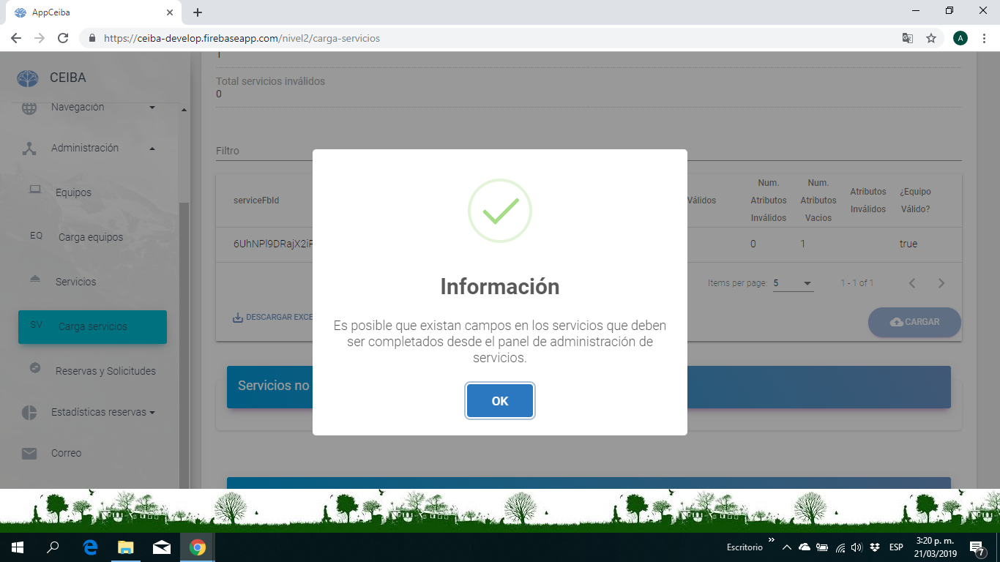 AppCeiba
https://ceiba-develop.firebaseapp.com/nivel2/carga-servicios
A
CEIBA
Navegación
Administración
Equipos
EQ Carga equipos
Servicios
SV Carga servicios
Reservas y Solicitudes
Estadísticas reservas
Correo
1
Total servicios inválidos
0
Filtro
serviceFbId
Válidos
Num.
Atributos
Inválidos
Num.
Atributos
Vacios
Atributos
Inválidos
¿Equipo
Válido?
0 1 true
Items per page: 5 1 - 1 of 1
DESCARGAR EXCE
CARGAR
Servicios no
Información
Es posible que existan campos en los servicios que deben
ser completados desde el panel de administración de
servicios.
OK
Escritorio
ESP
3:20 p. m.
21/03/2019
7